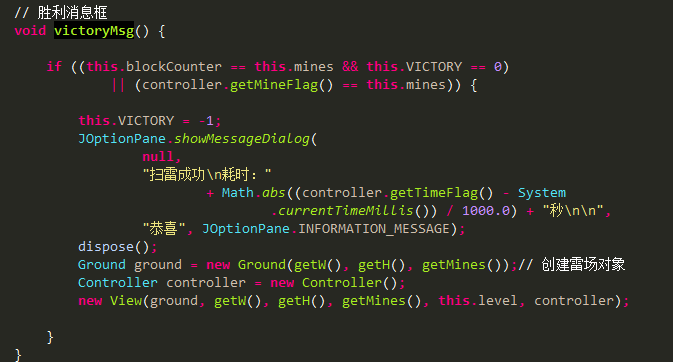 // 胜利消息框
void victoryMsg() {
if ((this.blockCounter == this.mines && this.VICTORY == 0)
|| (controller.getMineFlag() == this.mines)) {
this.VICTORY = -1;
JOptionPane.showMessageDialog(
null,
"扫雷成功\n耗时："
+ Math.abs((controller.getTimeFlag() - System
.currentTimeMillis()) / 1000.0) + "秒\n\n",
"恭喜", JOptionPane.INFORMATION_MESSAGE);
dispose();
Ground ground = new Ground(getW(), getH(), getMines());// 创建雷场对象
Controller controller = new Controller();
new View(ground, getW(), getH(), getMines(), this.level, controller);
}
}